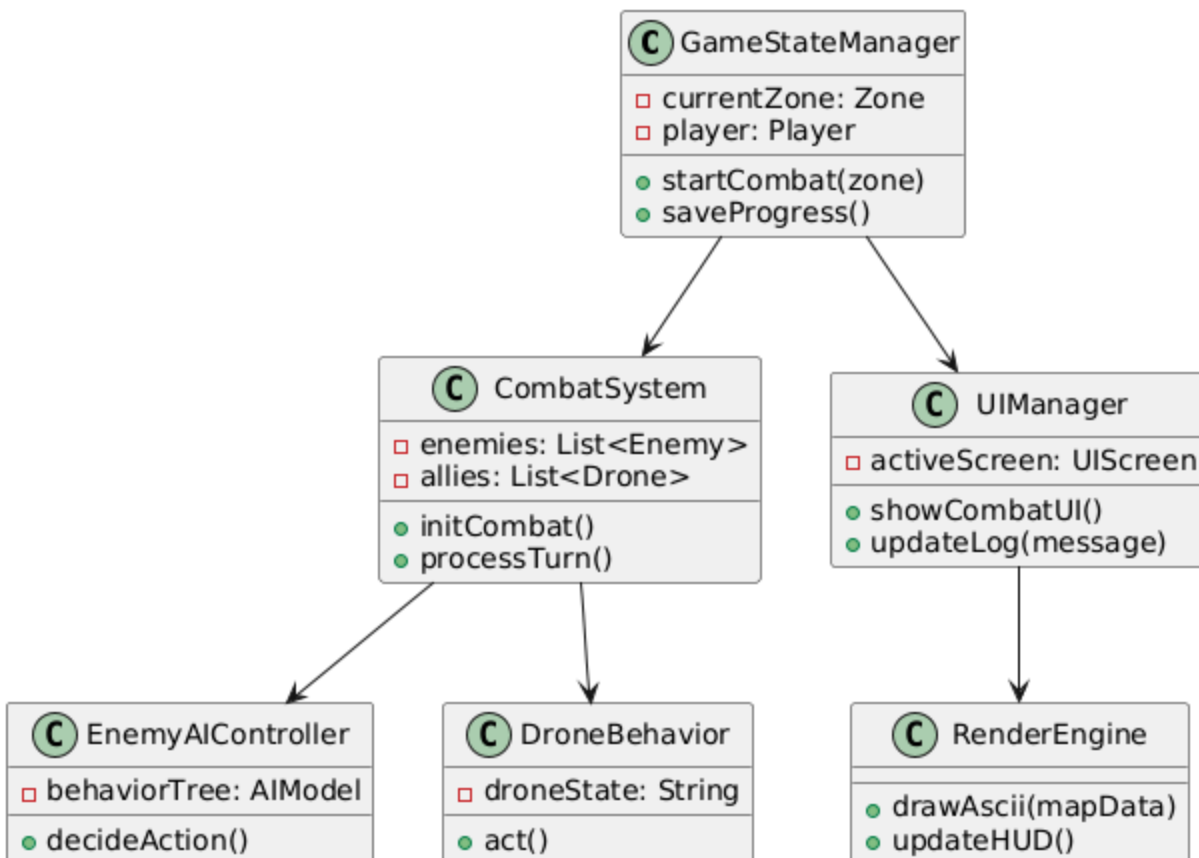 C GameStateManager
currentZone: Zone
player: Player
startCombat(zone)
saveProgress()
C CombatSystem
enemies: List<Enemy>
allies: List<Drone>
initCombat()
processTurn()
C UIManager
activeScreen: UIScreen
showCombatUI()
updateLog(message)
C EnemyAIController
behaviorTree: AIModel
decideAction()
C DroneBehavior
droneState: String
act()
C RenderEngine
drawAscii(mapData)
updateHUD()